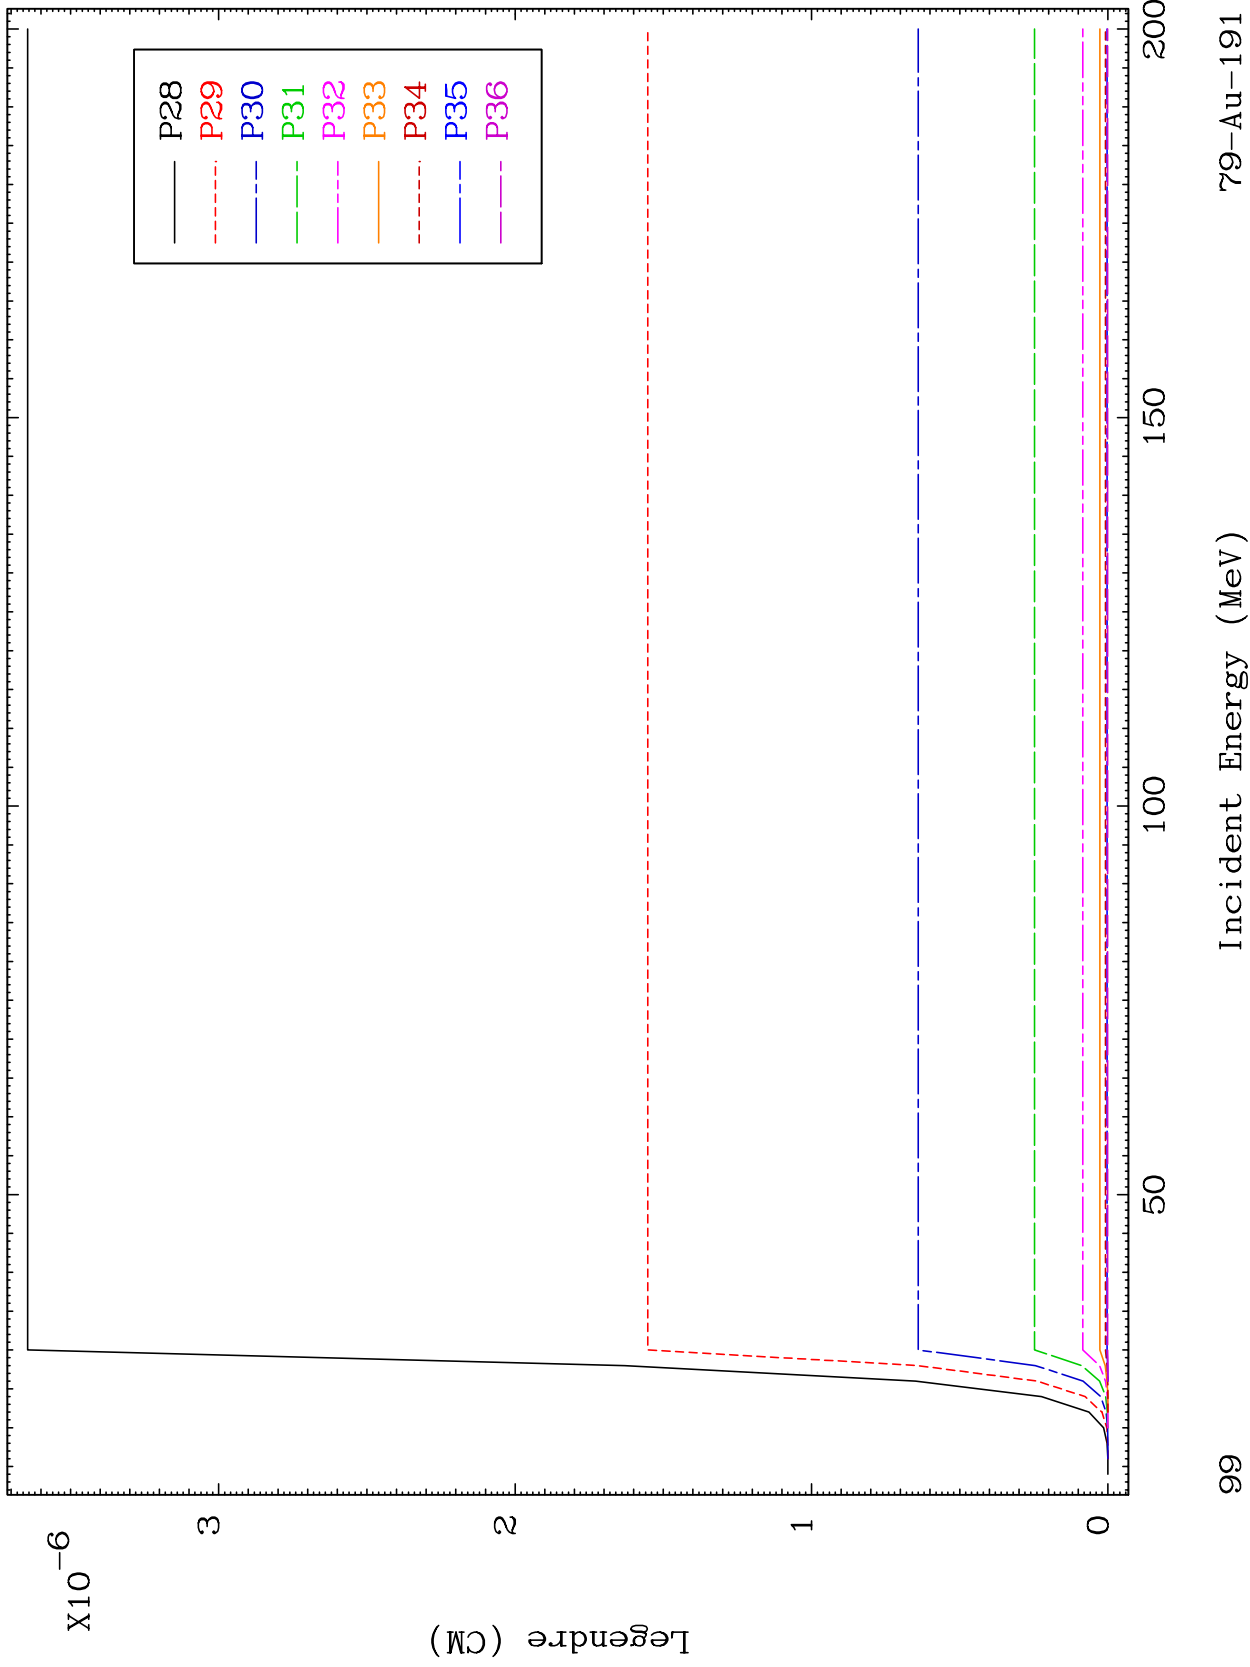 X10-6
Legendre (CM)
3
2
1
0
P28
P29
P30
P31
P32
P33
P34
P35
P36
50
100
150
200
99
Incident Energy (MeV)
79-Au-191